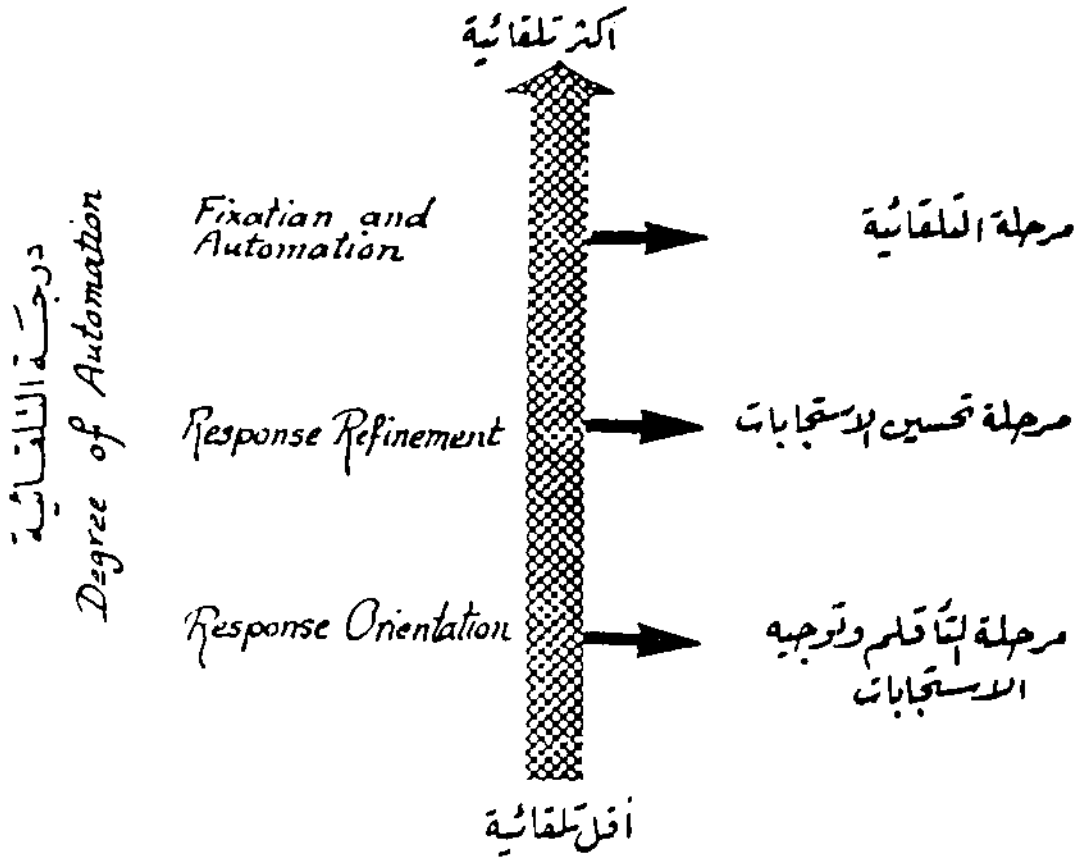 أكثر تلقائية
Fixatian and
Automation
مرحلة التلقائية
درجة التلقائية
Degree of Automation
Response Refinement
مرحلة تحسين الاستجابات
Response Orientation
مرحلة التأقلم وتوجيه
الاستجابات
أقل تلقائية